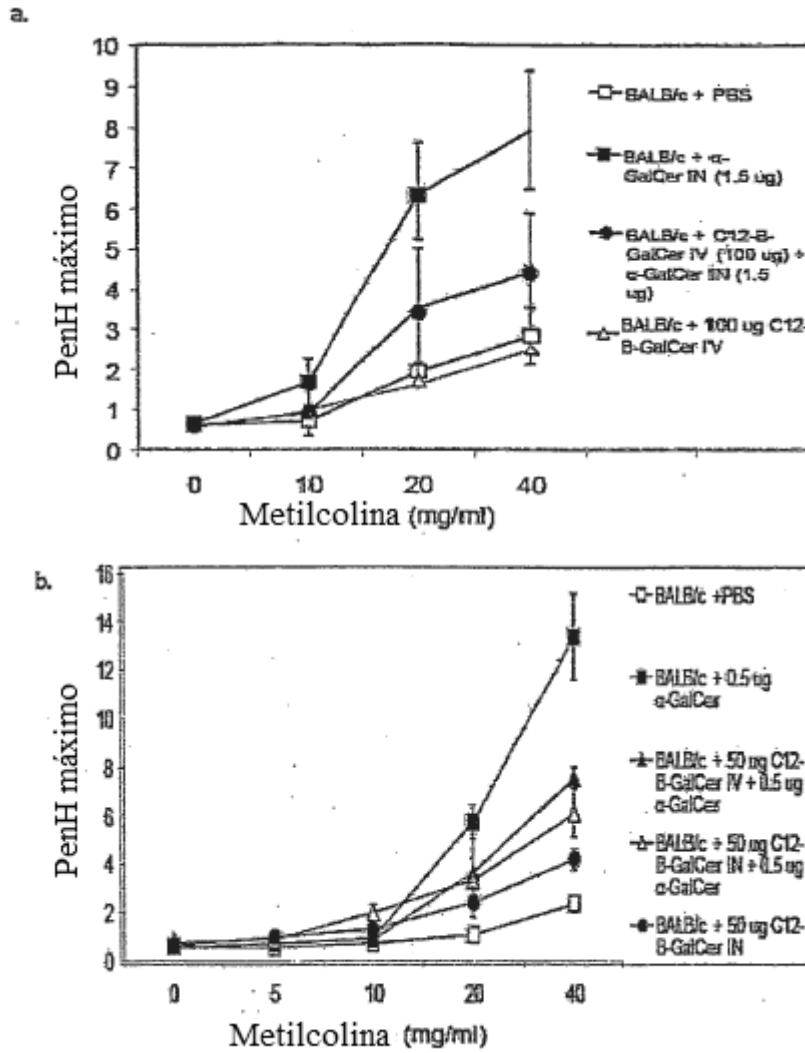 a.
10
9
8
7
6
5
4
3
2
1
0
PenH máximo
0 10 20 40
Metilcolina (mg/ml)
BALB/c + PBS
BALB/c + α-
GalCer IN (1.5 ug)
BALB/c + C12-B-
GalCer IV (100 ug) +
α-GalCer IN (1.5
ug)
BALB/c + 100 ug C12-
B-GalCer IV
b.
16
14
12
10
8
6
4
2
0
PenH máximo
0 5 10 20 40
Metilcolina (mg/ml)
BALB/c +PBS
BALB/c + 0.5 ug
α-GalCer
BALB/c + 50 ug C12-
B-GalCer IV + 0.5 ug
α-GalCer
BALB/c + 50 ug C12-
B-GalCer IN + 0.5 ug
α-GalCer
BALB/c + 50 ug C12-
B-GalCer IN